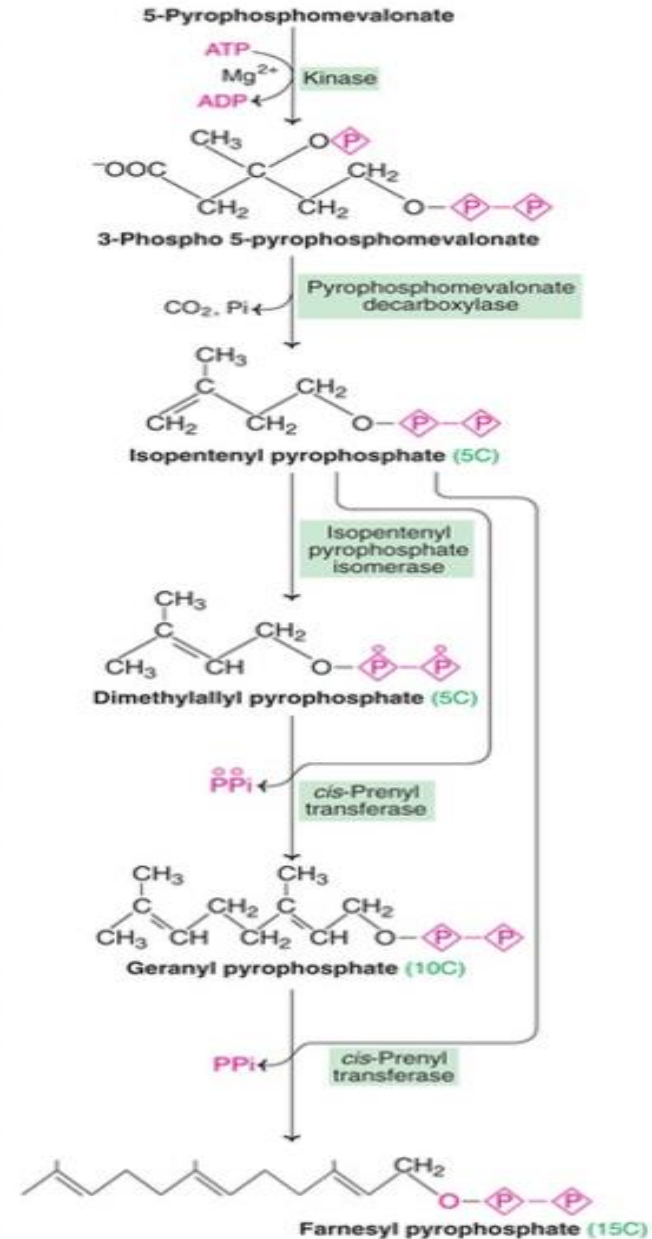 5-Pyrophosphomevalonate
ATP
Mg2+
Kinase
ADP
CH3
O P
-OOC
C
CH2
CH2
CH2
O P P
3-Phospho 5-pyrophosphomevalonate
Pyrophosphomevalonate
decarboxylase
CO2, Pi
CH3
C
CH2
CH2
CH2
O P P
Isopentenyl pyrophosphate (5C)
Isopentenyl
pyrophosphate
isomerase
CH3
C
CH2
CH3
CH
O P P
Dimethylallyl pyrophosphate (5C)
PPi
cis-Prenyl
transferase
CH3
CH3
C
CH2
C
CH2
CH3
CH
CH2
CH
O P P
Geranyl pyrophosphate (10C)
PPi
cis-Prenyl
transferase
CH2
O P P
Farnesyl pyrophosphate (15C)